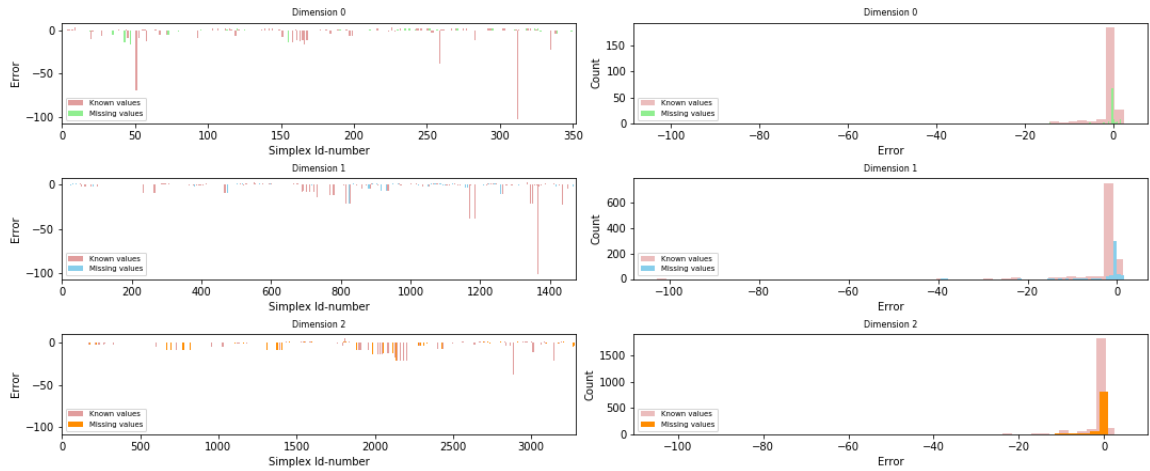 Dimension 0
Error
0
−50
−100
Known values
Missing values
0 50 100 150 200 250 300 350
Simplex Id-number
Dimension 0
Count
150
100
50
0
Known values
Missing values
−100 −80 −60 −40 −20 0
Error
Dimension 1
Error
0
−50
−100
Known values
Missing values
0 200 400 600 800 1000 1200 1400
Simplex Id-number
Dimension 1
Count
600
400
200
0
Known values
Missing values
−100 −80 −60 −40 −20 0
Error
Dimension 2
Error
0
−50
−100
Known values
Missing values
0 500 1000 1500 2000 2500 3000
Simplex Id-number
Dimension 2
Count
1500
1000
500
0
Known values
Missing values
−100 −80 −60 −40 −20 0
Error